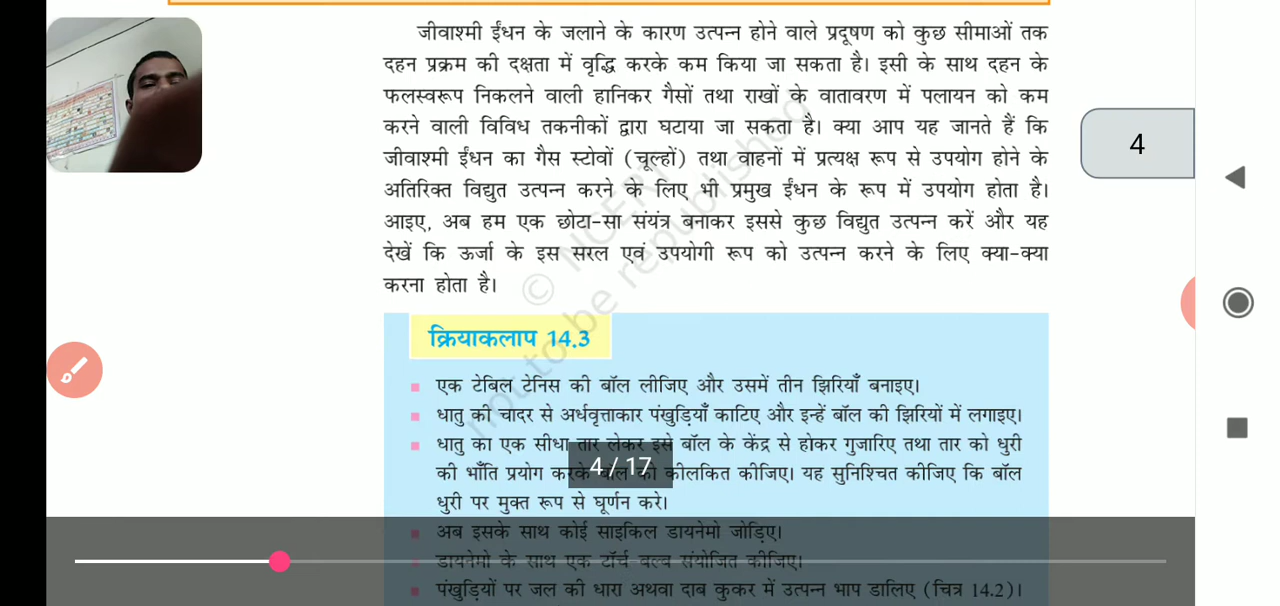 जीवाश्मी ईंधन के जलाने के कारण उत्पन्न होने वाले प्रदूषण को कुछ सीमाओं तक
दहन प्रक्रम की दक्षता में वृद्धि करके कम किया जा सकता है। इसी के साथ दहन के
फलस्वरूप निकलने वाली हानिकर गैसों तथा राखों के वातावरण में पलायन को कम
करने वाली विविध तकनीकों द्वारा घटाया जा सकता है। क्या आप यह जानते हैं कि
4
जीवाश्मी ईंधन का गैस स्टोवों (चूल्हों) तथा वाहनों में प्रत्यक्ष रूप से उपयोग होने के
अतिरिक्त विद्युत उत्पन्न करने के लिए भी प्रमुख ईंधन के रूप में उपयोग होता है।
आइए, अब हम एक छोटा-सा संयंत्र बनाकर इससे कुछ विद्युत उत्पन्न करें और यह
देखें कि ऊर्जा के इस सरल एवं उपयोगी रूप को उत्पन्न करने के लिए क्या-क्या
करना होता है।
© NCERT
not to be republished
क्रियाकलाप 14.3
▪ एक टेबिल टेनिस की बॉल लीजिए और उसमें तीन झिरियाँ बनाइए।
▪ धातु की चादर से अर्धवृत्ताकार पंखुड़ियाँ काटिए और इन्हें बॉल की झिरियों में लगाइए।
▪ धातु का एक सीधा तार लेकर इसे बॉल के केंद्र से होकर गुजारिए तथा तार को धुरी
4 / 17
की भाँति प्रयोग करके बॉल को कीलकित कीजिए। यह सुनिश्चित कीजिए कि बॉल
धुरी पर मुक्त रूप से घूर्णन करे।
▪ अब इसके साथ कोई साइकिल डायनेमो जोड़िए।
▪ डायनेमो के साथ एक टॉर्च बल्ब संयोजित कीजिए।
▪ पंखुड़ियों पर जल की धारा अथवा दाब कुकर में उत्पन्न भाप डालिए (चित्र 14.2)।